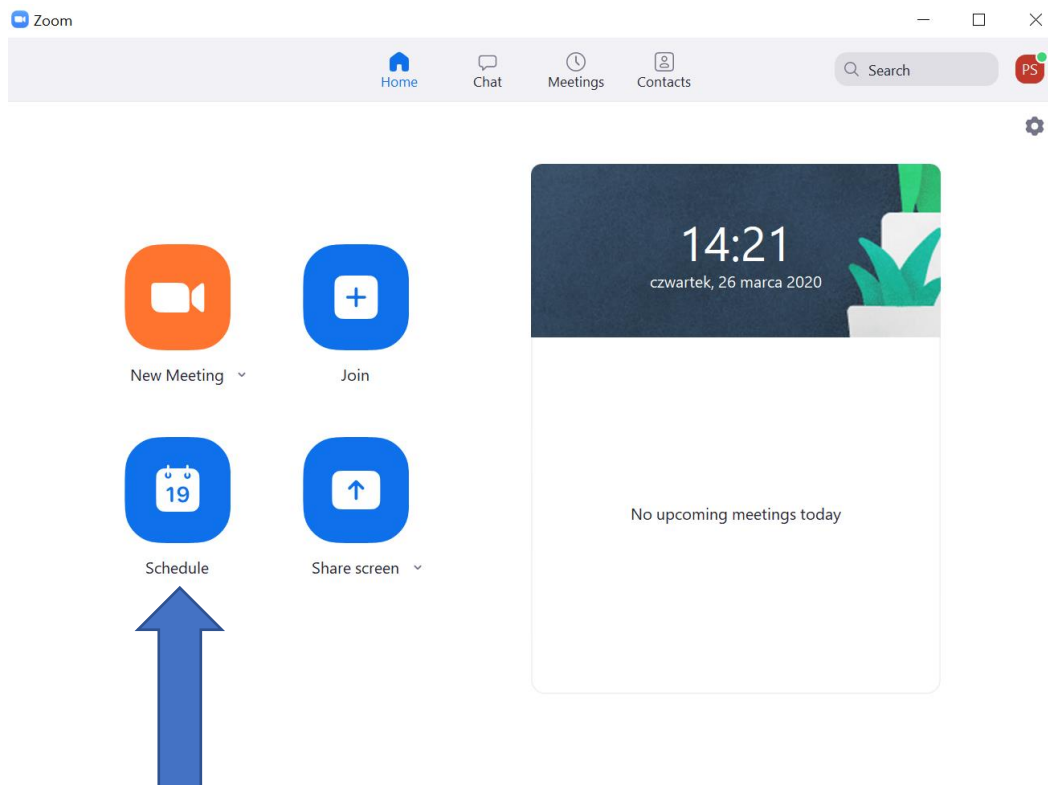 Zoom
Home
Chat
Meetings
Contacts
Search
PS
14:21
czwartek, 26 marca 2020
New Meeting
Join
19
Schedule
Share screen
No upcoming meetings today